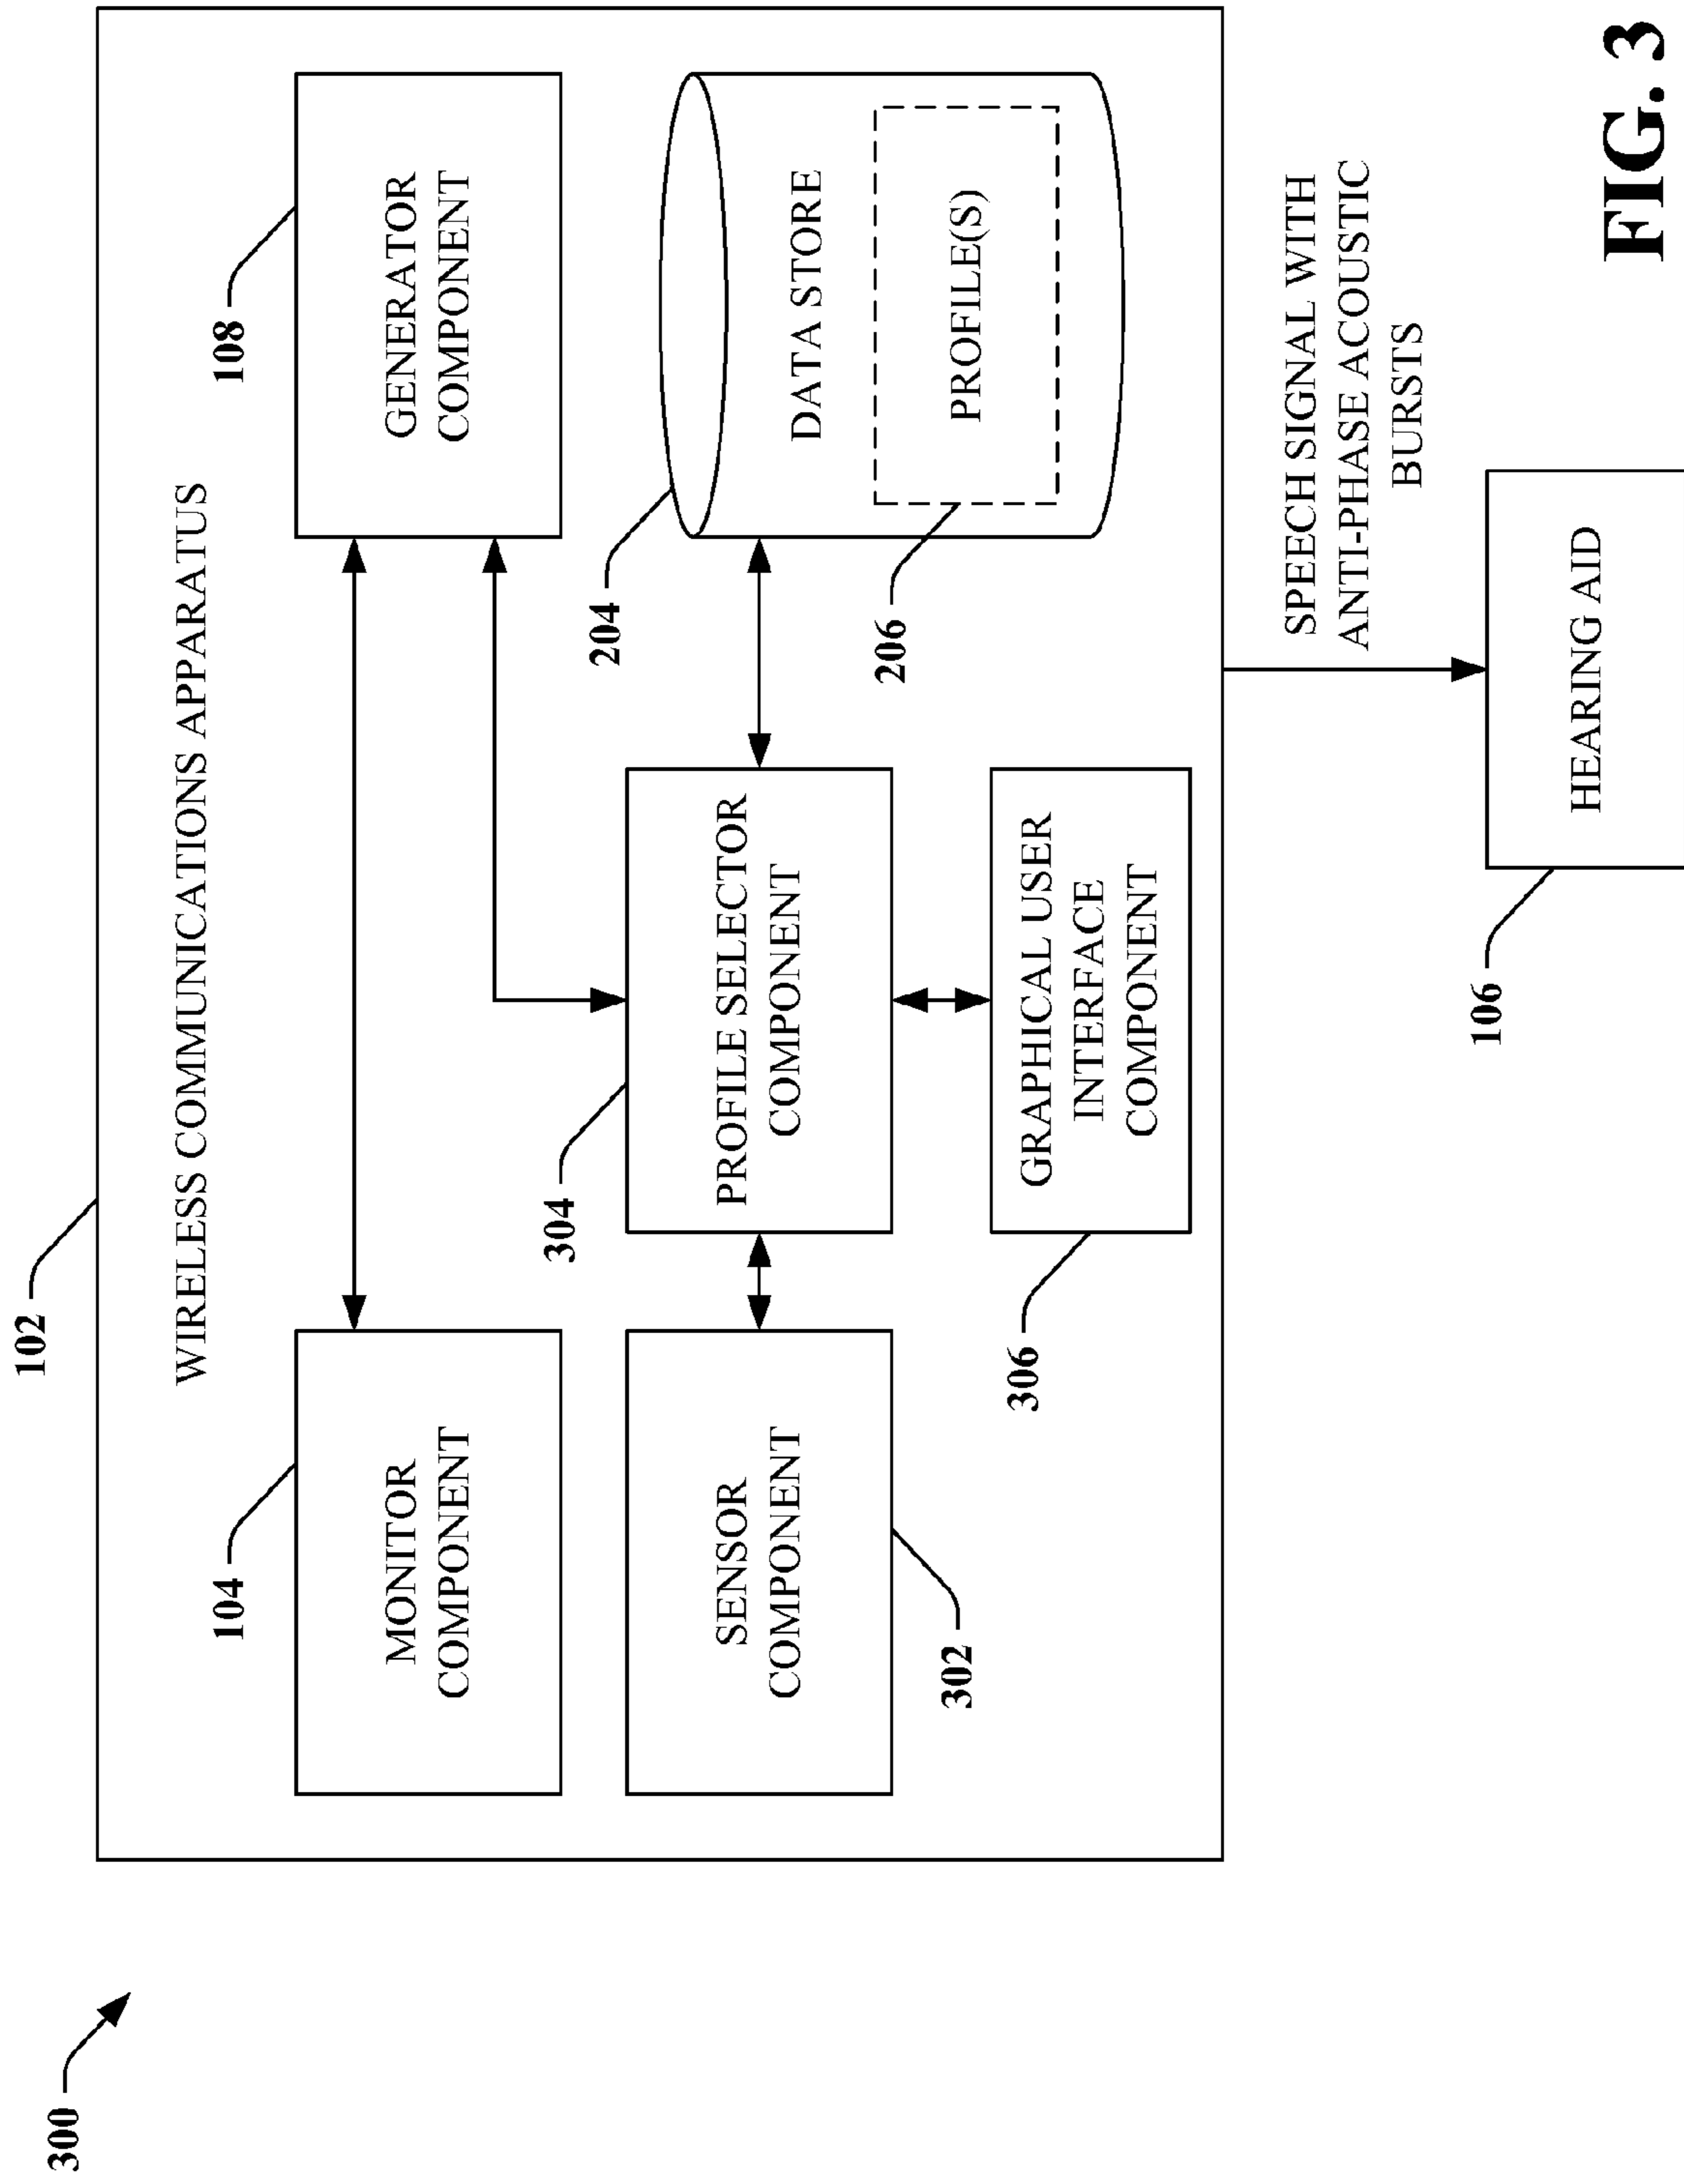 300
102
WIRELESS COMMUNICATIONS APPARATUS
104
MONITOR
COMPONENT
108
GENERATOR
COMPONENT
304
PROFILE SELECTOR
COMPONENT
SENSOR
COMPONENT
302
204
DATA STORE
206
PROFILE(S)
306
GRAPHICAL USER
INTERFACE
COMPONENT
SPEECH SIGNAL WITH
ANTI-PHASE ACOUSTIC
BURSTS
106
HEARING AID
FIG. 3